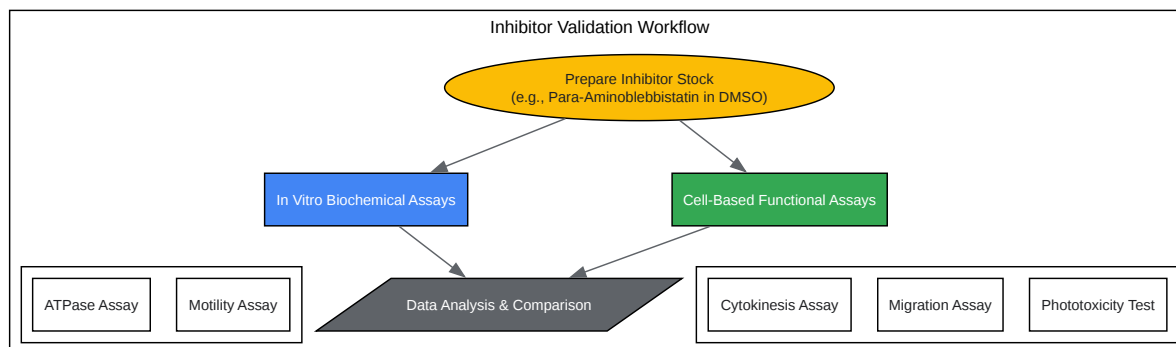 Inhibitor Validation Workflow
Prepare Inhibitor Stock
(e.g., Para-Aminoblebbistatin in DMSO)
In Vitro Biochemical Assays
Cell-Based Functional Assays
ATPase Assay
Motility Assay
Data Analysis & Comparison
Cytokinesis Assay
Migration Assay
Phototoxicity Test